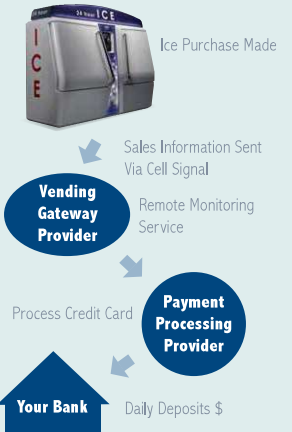 24 Hour ICE
ICE
Ice Purchase Made
Sales Information Sent
Via Cell Signal
Vending
Gateway
Provider
Remote Monitoring
Service
Process Credit Card
Payment
Processing
Provider
Your Bank
Daily Deposits $